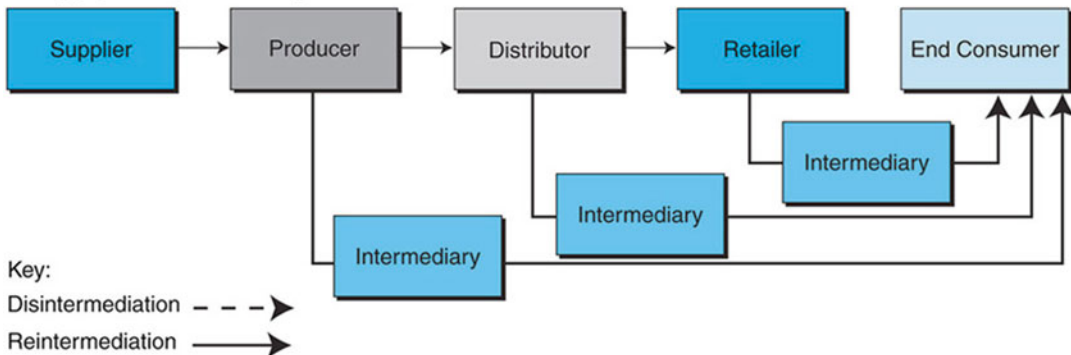 Supplier
Producer
Distributor
Retailer
End Consumer
Intermediary
Intermediary
Intermediary
Key:
Disintermediation
Reintermediation